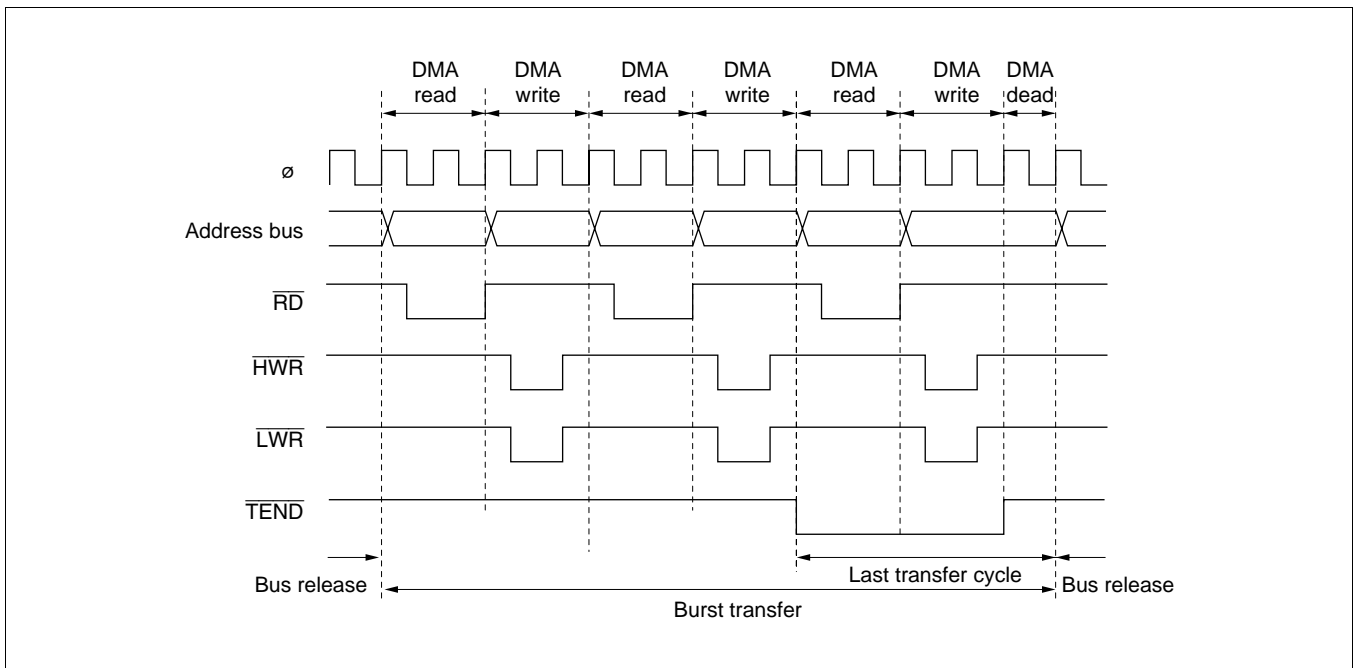 DMA read
DMA write
DMA read
DMA write
DMA read
DMA write
DMA dead
ø
Address bus
RD
HWR
LWR
TEND
Last transfer cycle
Bus release
Bus release
Burst transfer